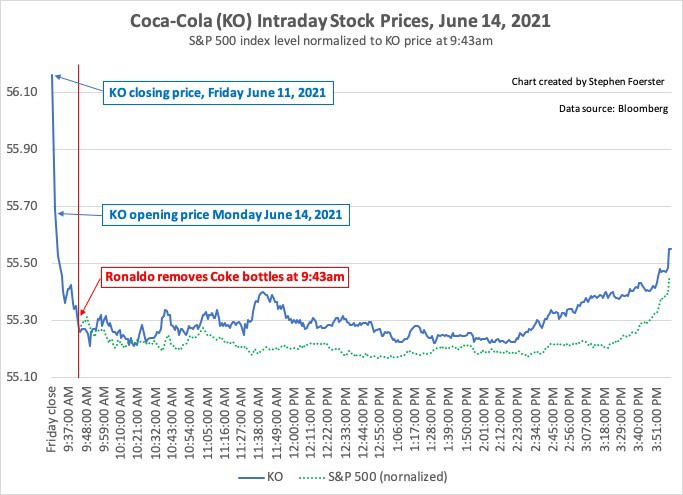 Coca-Cola (KO) Intraday Stock Prices, June 14, 2021
S&P 500 index level normalized to KO price at 9:43am
56.10
55.90
55.70
55.50
55.30
55.10
KO closing price, Friday June 11, 2021
Chart created by Stephen Foerster
Data source: Bloomberg
KO opening price Monday June 14, 2021
Ronaldo removes Coke bottles at 9:43am
Friday close
9:37:00 AM
9:48:00 AM
9:59:00 AM
10:10:00 AM
10:21:00 AM
10:32:00 AM
10:43:00 AM
10:54:00 AM
11:05:00 AM
11:16:00 AM
11:27:00 AM
11:38:00 AM
11:49:00 AM
12:00:00 PM
12:11:00 PM
12:22:00 PM
12:33:00 PM
12:44:00 PM
12:55:00 PM
1:06:00 PM
1:17:00 PM
1:28:00 PM
1:39:00 PM
1:50:00 PM
2:01:00 PM
2:12:00 PM
2:23:00 PM
2:34:00 PM
2:45:00 PM
2:56:00 PM
3:07:00 PM
3:18:00 PM
3:29:00 PM
3:40:00 PM
3:51:00 PM
KO
S&P 500 (nornalized)